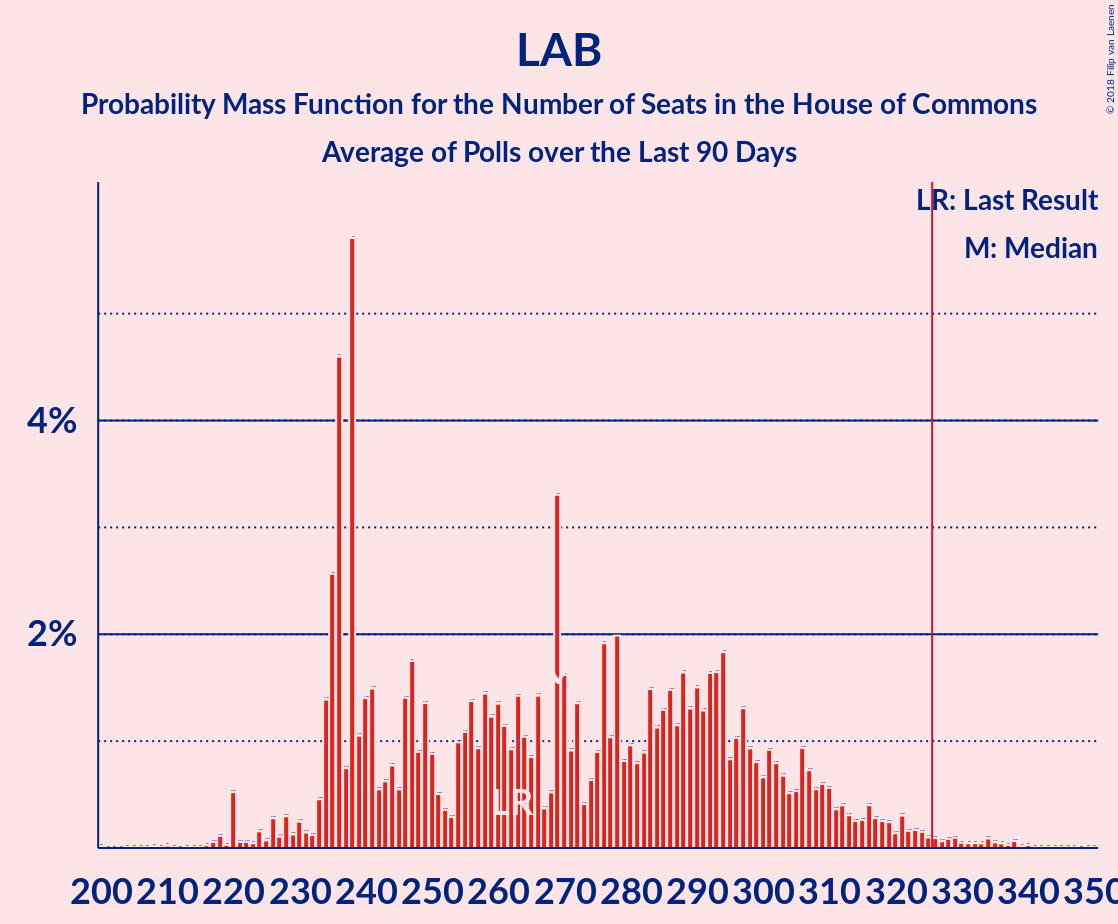 LAB
Probability Mass Function for the Number of Seats in the House of Commons
Average of Polls over the Last 90 Days
© 2018 Filip van Laenen
LR: Last Result
M: Median
4%
2%
LR
200 210 220 230 240 250 260 270 280 290 300 310 320 330 340 350